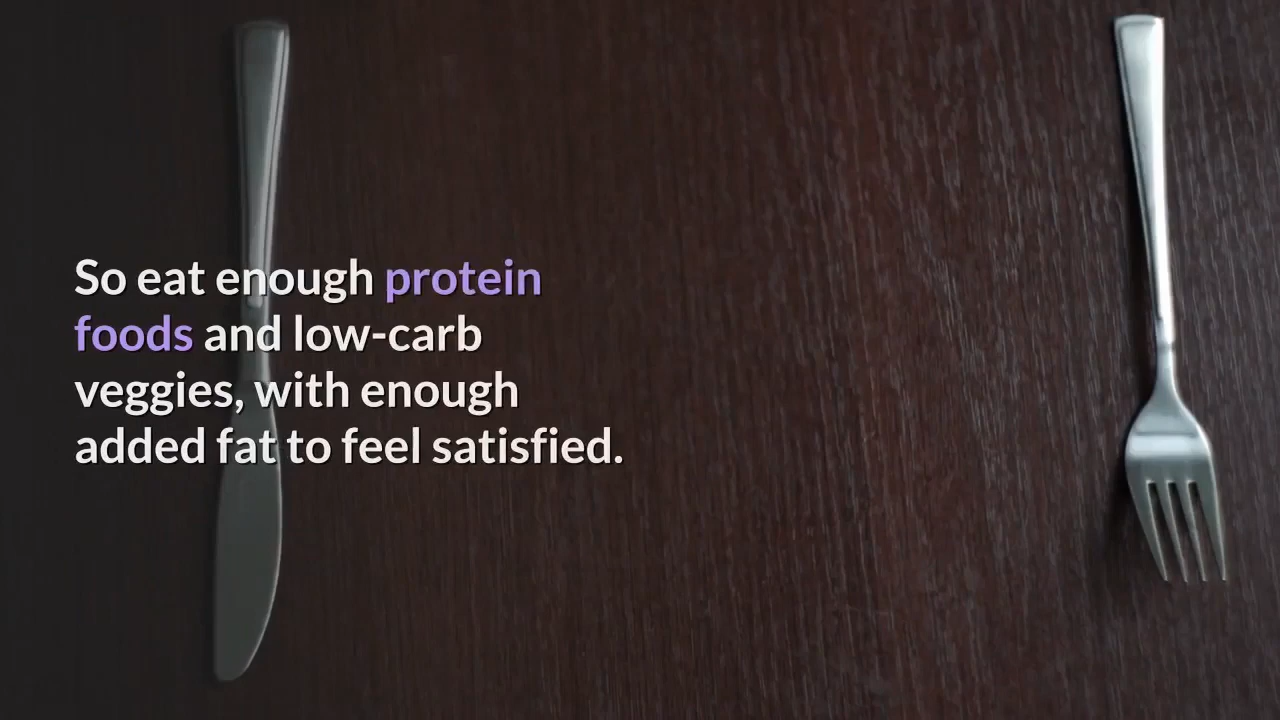 So eat enough protein
foods and low-carb
veggies, with enough
added fat to feel satisfied.